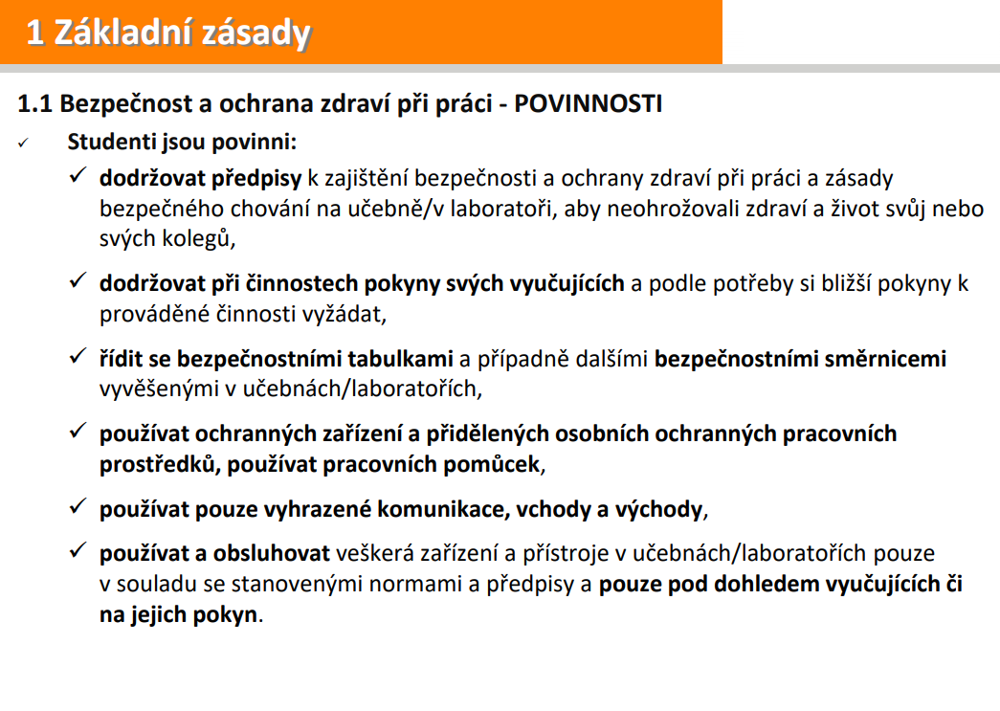 1 Základní zásady
1.1 Bezpečnost a ochrana zdraví při práci - POVINNOSTI
✓ Studenti jsou povinni:
✓ dodržovat předpisy k zajištění bezpečnosti a ochrany zdraví při práci a zásady
bezpečného chování na učebně/v laboratoři, aby neohrožovali zdraví a život svůj nebo
svých kolegů,
✓ dodržovat při činnostech pokyny svých vyučujících a podle potřeby si bližší pokyny k
prováděné činnosti vyžádat,
✓ řídit se bezpečnostními tabulkami a případně dalšími bezpečnostními směrnicemi
vyvěšenými v učebnách/laboratořích,
✓ používat ochranných zařízení a přidělených osobních ochranných pracovních
prostředků, používat pracovních pomůcek,
✓ používat pouze vyhrazené komunikace, vchody a východy,
✓ používat a obsluhovat veškerá zařízení a přístroje v učebnách/laboratořích pouze
v souladu se stanovenými normami a předpisy a pouze pod dohledem vyučujících či
na jejich pokyn.